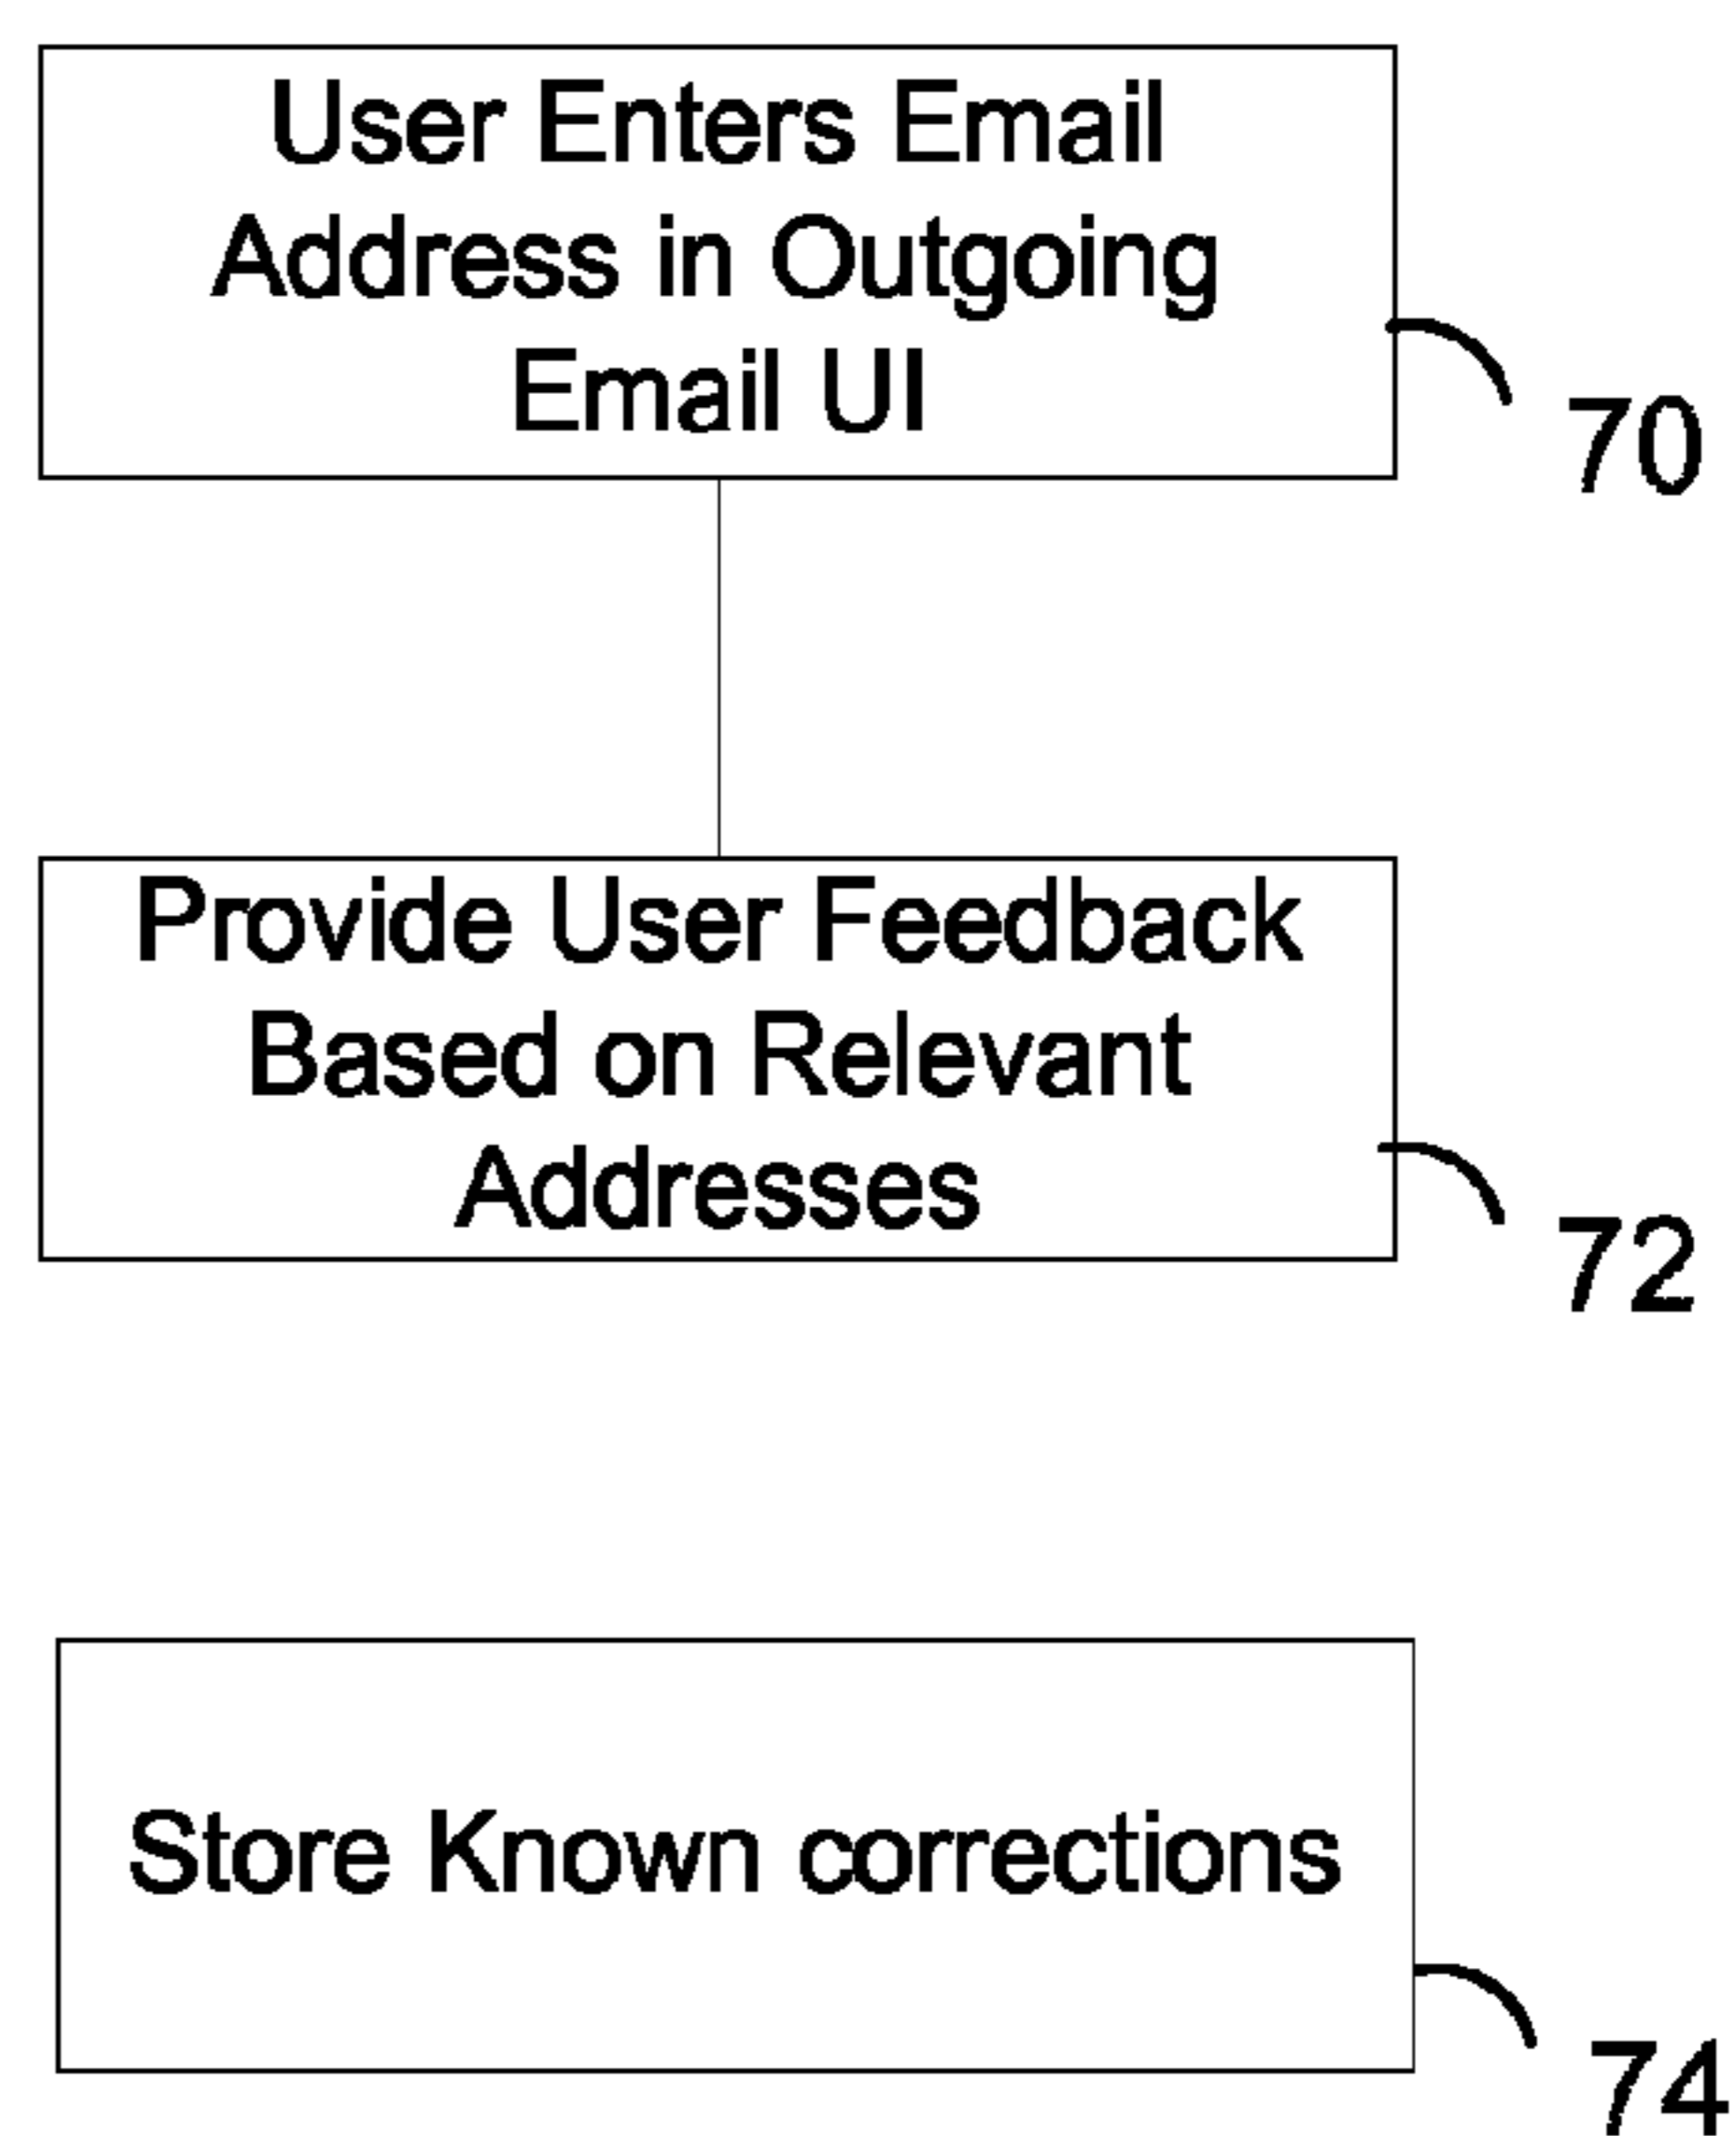 User Enters Email
Address in Outgoing
Email UI
70
Provide User Feedback
Based on Relevant
Addresses
72
Store Known corrections
74